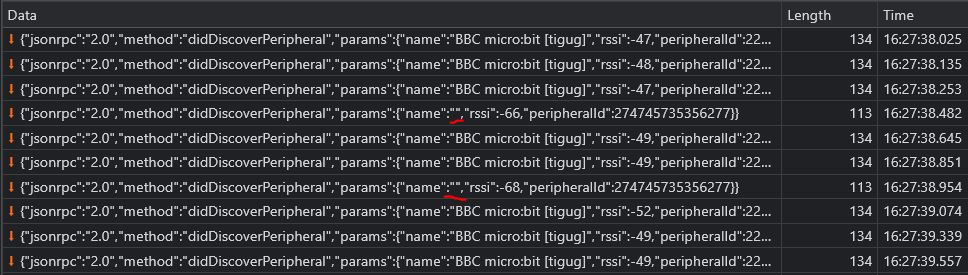 Data Length Time
{"jsonrpc":"2.0","method":"didDiscoverPeripheral","params":{"name":"BBC micro:bit [tigug]","rssi":-47,"peripheralId":22... 134 16:27:38.025
{"jsonrpc":"2.0","method":"didDiscoverPeripheral","params":{"name":"BBC micro:bit [tigug]","rssi":-48,"peripheralId":22... 134 16:27:38.135
{"jsonrpc":"2.0","method":"didDiscoverPeripheral","params":{"name":"BBC micro:bit [tigug]","rssi":-47,"peripheralId":22... 134 16:27:38.253
{"jsonrpc":"2.0","method":"didDiscoverPeripheral","params":{"name":"","rssi":-66,"peripheralId":274745735356277}} 113 16:27:38.482
{"jsonrpc":"2.0","method":"didDiscoverPeripheral","params":{"name":"BBC micro:bit [tigug]","rssi":-49,"peripheralId":22... 134 16:27:38.645
{"jsonrpc":"2.0","method":"didDiscoverPeripheral","params":{"name":"BBC micro:bit [tigug]","rssi":-49,"peripheralId":22... 134 16:27:38.851
{"jsonrpc":"2.0","method":"didDiscoverPeripheral","params":{"name":"","rssi":-68,"peripheralId":274745735356277}} 113 16:27:38.954
{"jsonrpc":"2.0","method":"didDiscoverPeripheral","params":{"name":"BBC micro:bit [tigug]","rssi":-52,"peripheralId":22... 134 16:27:39.074
{"jsonrpc":"2.0","method":"didDiscoverPeripheral","params":{"name":"BBC micro:bit [tigug]","rssi":-49,"peripheralId":22... 134 16:27:39.339
{"jsonrpc":"2.0","method":"didDiscoverPeripheral","params":{"name":"BBC micro:bit [tigug]","rssi":-49,"peripheralId":22... 134 16:27:39.557